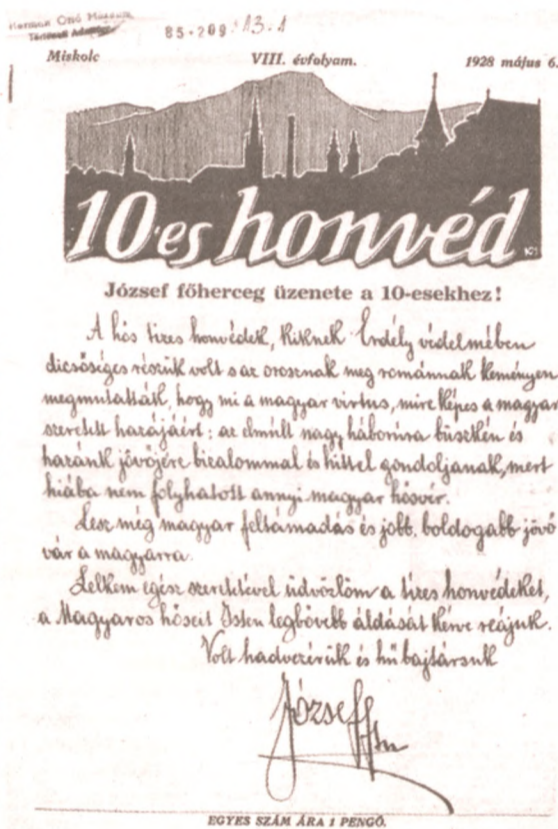 Herman Ottó Múzeum
Történeti Adattár
85-209. 13.1
Miskolc VIII. évfolyam. 1928 május 6.
10-es honvéd
József főherceg üzenete a 10-esekhez!
A hős tizes honvédek, kiknek Erdély védelmében
dicsőséges részük volt s az orosznak meg románnak keményen
megmutatták, hogy mi a magyar virtus, mire képes a magyar
szeretett hazájáért: az elmúlt nagy háborúra büszkén és
hazánk jövőjére bizalommal és hittel gondoljanak, mert
hiába nem folyhatott annyi magyar hősvér.
Lesz még magyar feltámadás és jobb, boldogabb jövő
vár a magyarra.
Lelkem egész szeretetével üdvözlöm a tizes honvédeket,
a Magyaros hőseit Isten legbővebb áldását kérve reájuk.
Volt hadvezérük és hű bajtársuk
József
EGYES SZÁM ÁRA 1 PENGŐ.